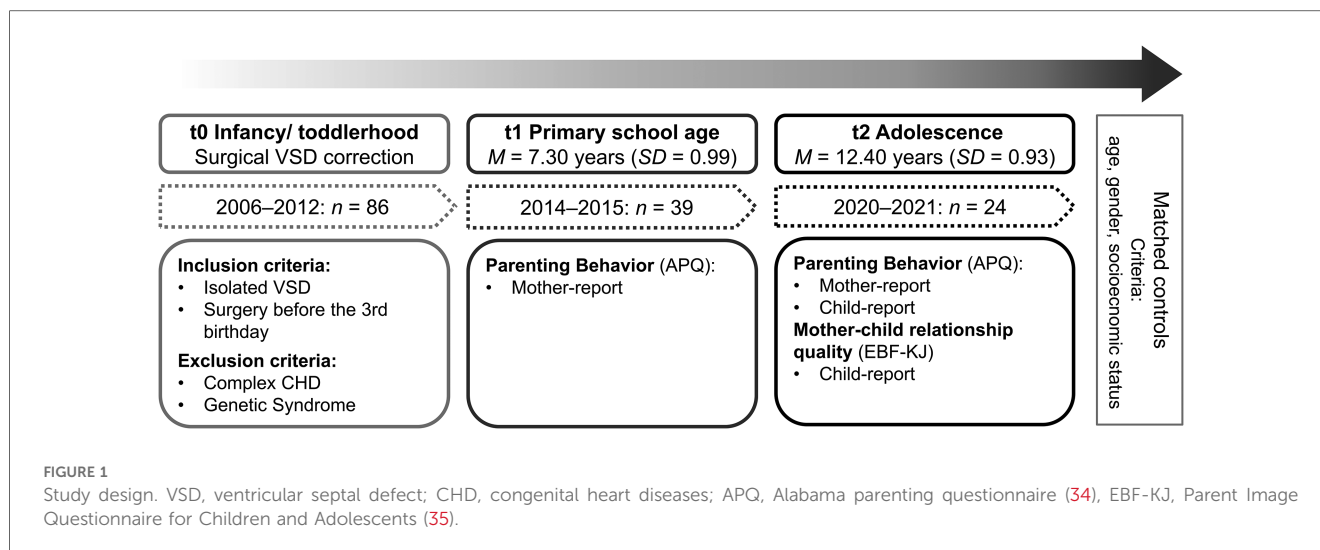 t0 Infancy/ toddlerhood
Surgical VSD correction
2006–2012: n = 86
Inclusion criteria:
• Isolated VSD
• Surgery before the 3rd
birthday
Exclusion criteria:
• Complex CHD
• Genetic Syndrome
t1 Primary school age
M = 7.30 years (SD = 0.99)
2014–2015: n = 39
Parenting Behavior (APQ):
• Mother-report
t2 Adolescence
M = 12.40 years (SD = 0.93)
2020–2021: n = 24
Parenting Behavior (APQ):
• Mother-report
• Child-report
Mother-child relationship
quality (EBF-KJ)
• Child-report
Matched controls
Criteria:
age, gender, socioecnomic status
FIGURE 1
Study design. VSD, ventricular septal defect; CHD, congenital heart diseases; APQ, Alabama parenting questionnaire (34), EBF-KJ, Parent Image
Questionnaire for Children and Adolescents (35).